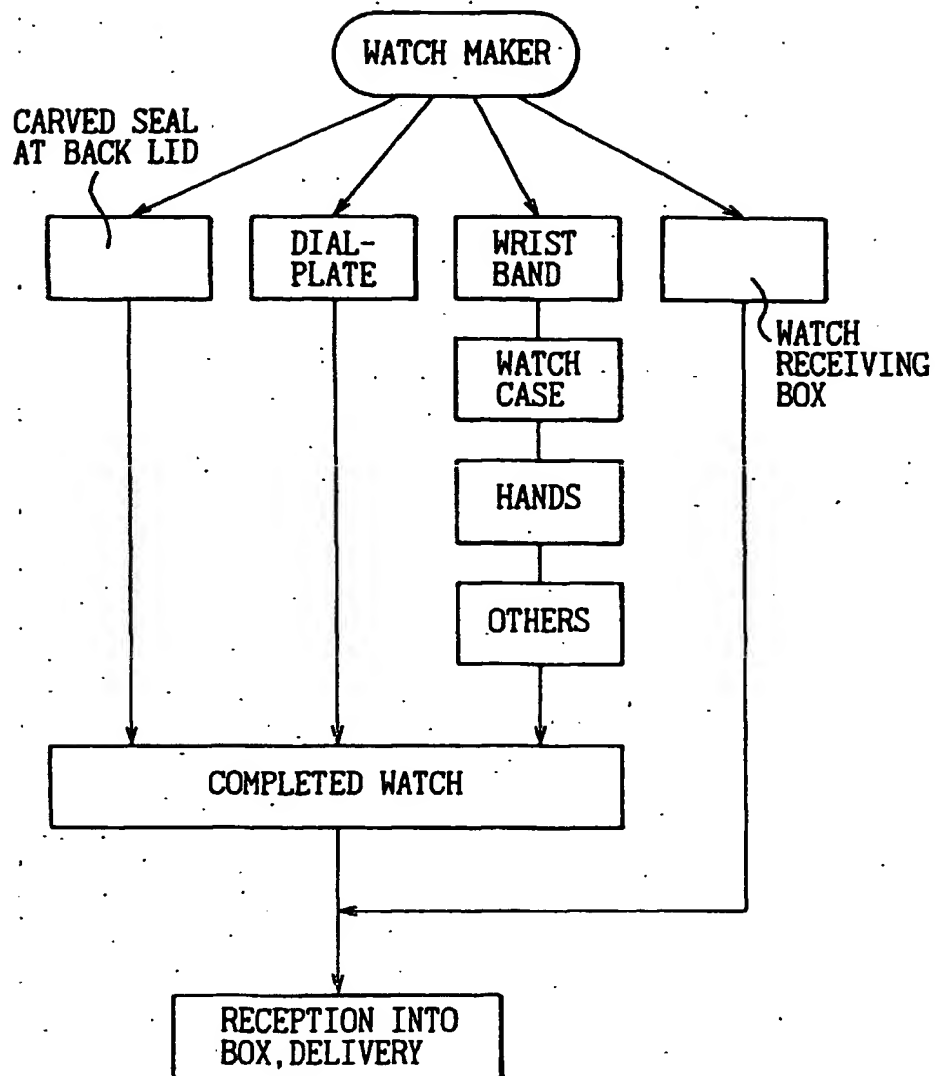 WATCH MAKER
CARVED SEAL
AT BACK LID
DIAL-
PLATE
WRIST
BAND
WATCH
RECEIVING
BOX
WATCH
CASE
HANDS
OTHERS
COMPLETED WATCH
RECEPTION INTO
BOX, DELIVERY